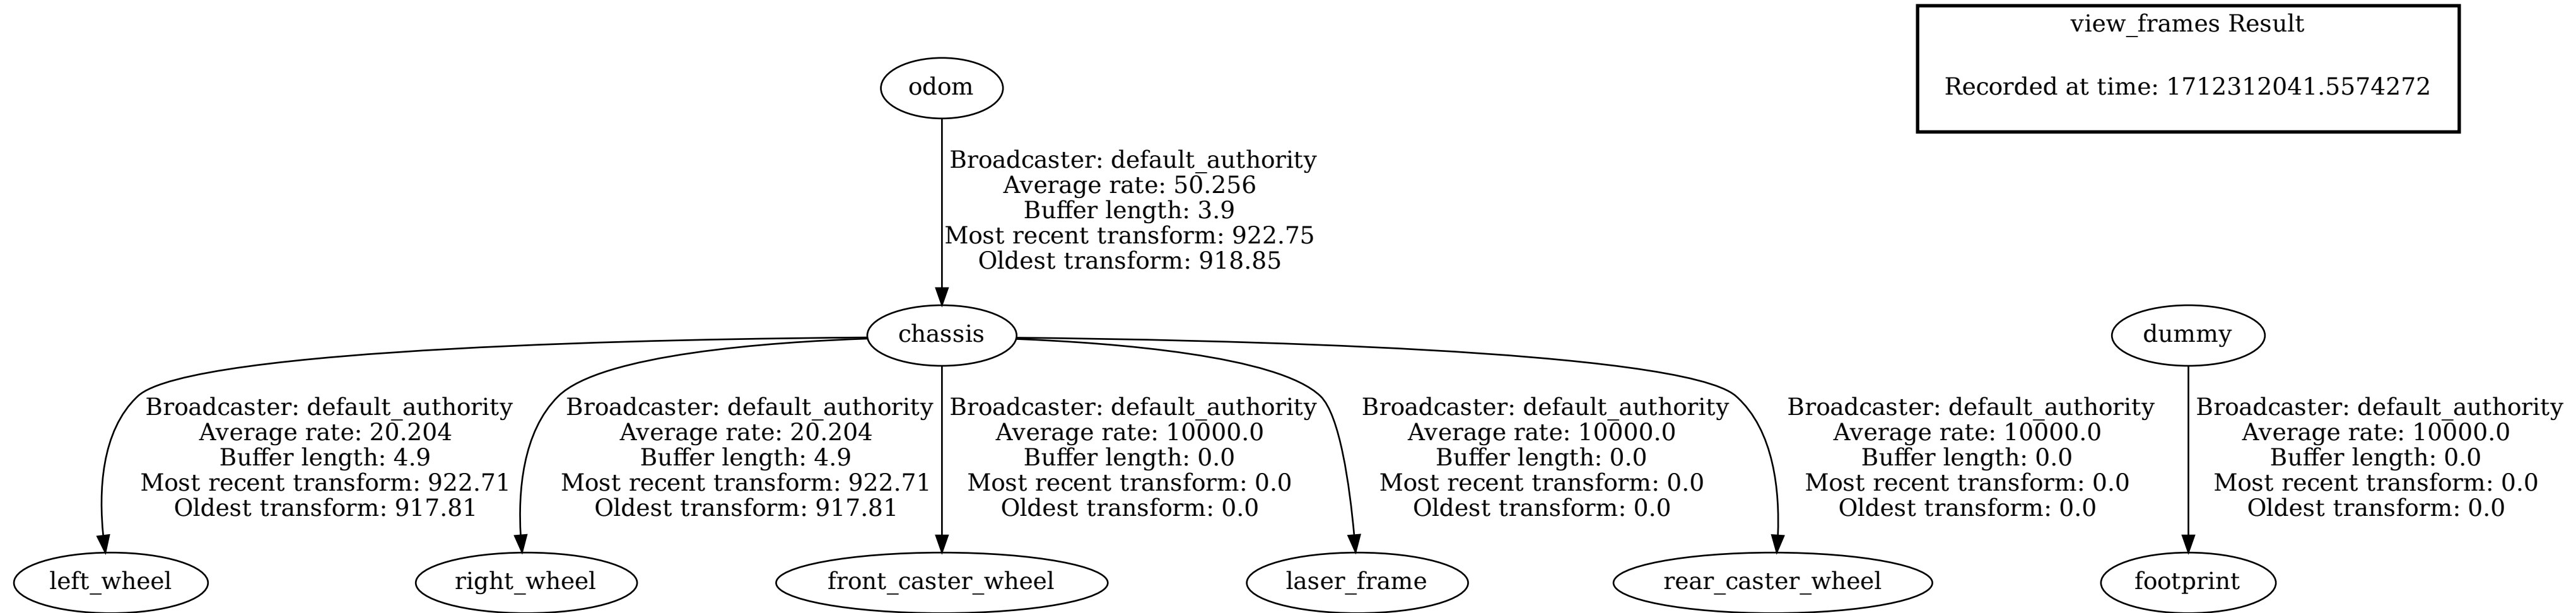 view_frames Result
Recorded at time: 1712312041.5574272
odom
Broadcaster: default_authority
Average rate: 50.256
Buffer length: 3.9
Most recent transform: 922.75
Oldest transform: 918.85
chassis
dummy
Broadcaster: default_authority
Average rate: 20.204
Buffer length: 4.9
Most recent transform: 922.71
Oldest transform: 917.81
Broadcaster: default_authority
Average rate: 20.204
Buffer length: 4.9
Most recent transform: 922.71
Oldest transform: 917.81
Broadcaster: default_authority
Average rate: 10000.0
Buffer length: 0.0
Most recent transform: 0.0
Oldest transform: 0.0
Broadcaster: default_authority
Average rate: 10000.0
Buffer length: 0.0
Most recent transform: 0.0
Oldest transform: 0.0
Broadcaster: default_authority
Average rate: 10000.0
Buffer length: 0.0
Most recent transform: 0.0
Oldest transform: 0.0
Broadcaster: default_authority
Average rate: 10000.0
Buffer length: 0.0
Most recent transform: 0.0
Oldest transform: 0.0
left_wheel
right_wheel
front_caster_wheel
laser_frame
rear_caster_wheel
footprint